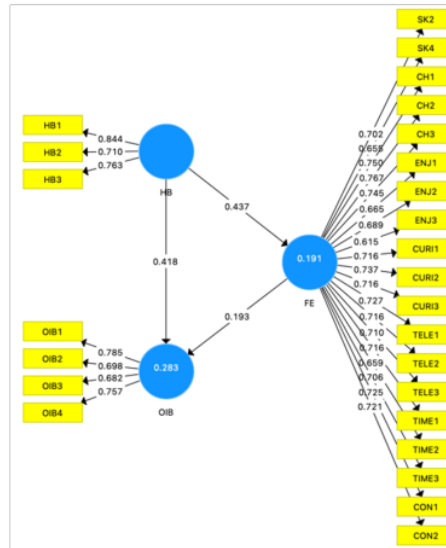 HB1
HB2
HB3
0.844
0.710
0.763
HB
0.437
0.418
0.193
OIB1
OIB2
OIB3
OIB4
0.785
0.698
0.682
0.757
0.283
OIB
0.191
FE
0.702
0.655
0.750
0.767
0.745
0.665
0.689
0.615
0.716
0.737
0.716
0.727
0.716
0.710
0.716
0.659
0.706
0.725
0.721
SK2
SK4
CH1
CH2
CH3
ENJ1
ENJ2
ENJ3
CURI1
CURI2
CURI3
TELE1
TELE2
TELE3
TIME1
TIME2
TIME3
CON1
CON2